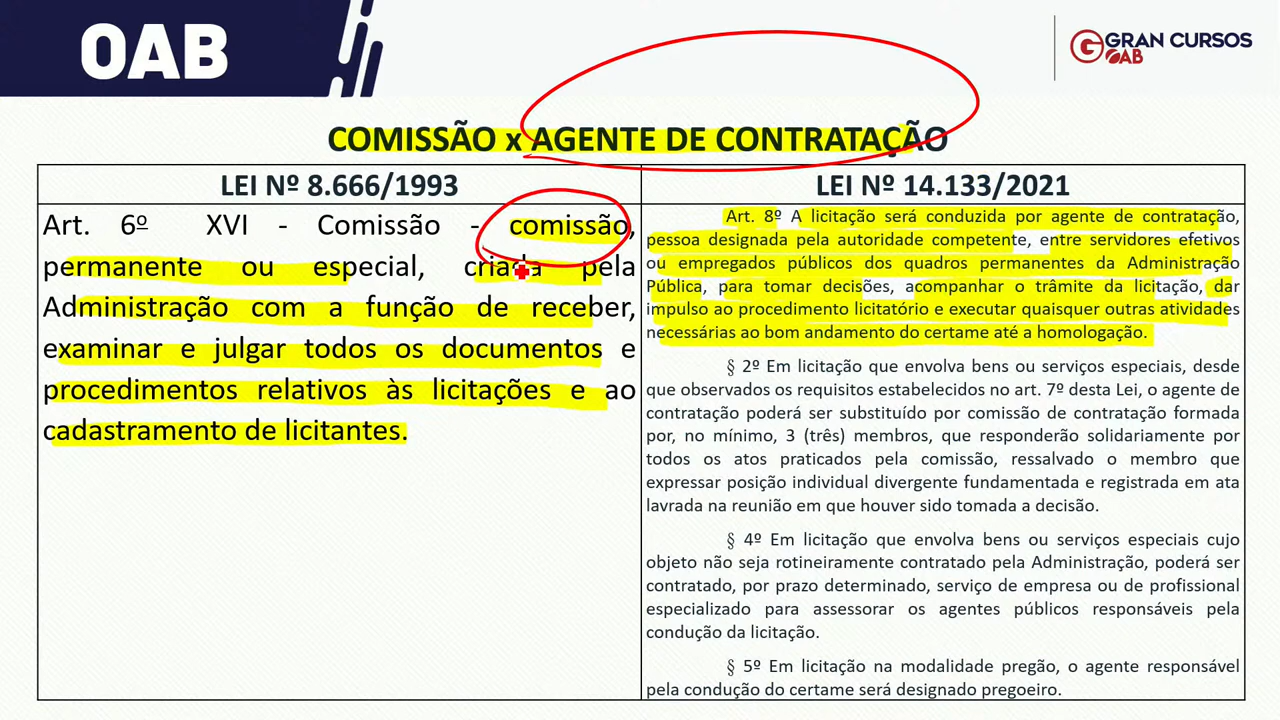 OAB
GRAN CURSOS
OAB
COMISSÃO x AGENTE DE CONTRATAÇÃO
LEI Nº 8.666/1993
Art. 6º XVI - Comissão - comissão,
permanente ou especial, criada pela
Administração com a função de receber,
examinar e julgar todos os documentos e
procedimentos relativos às licitações e ao
cadastramento de licitantes.
LEI Nº 14.133/2021
Art. 8º A licitação será conduzida por agente de contratação,
pessoa designada pela autoridade competente, entre servidores efetivos
ou empregados públicos dos quadros permanentes da Administração
Pública, para tomar decisões, acompanhar o trâmite da licitação, dar
impulso ao procedimento licitatório e executar quaisquer outras atividades
necessárias ao bom andamento do certame até a homologação.
§ 2º Em licitação que envolva bens ou serviços especiais, desde
que observados os requisitos estabelecidos no art. 7º desta Lei, o agente de
contratação poderá ser substituído por comissão de contratação formada
por, no mínimo, 3 (três) membros, que responderão solidariamente por
todos os atos praticados pela comissão, ressalvado o membro que
expressar posição individual divergente fundamentada e registrada em ata
lavrada na reunião em que houver sido tomada a decisão.
§ 4º Em licitação que envolva bens ou serviços especiais cujo
objeto não seja rotineiramente contratado pela Administração, poderá ser
contratado, por prazo determinado, serviço de empresa ou de profissional
especializado para assessorar os agentes públicos responsáveis pela
condução da licitação.
§ 5º Em licitação na modalidade pregão, o agente responsável
pela condução do certame será designado pregoeiro.